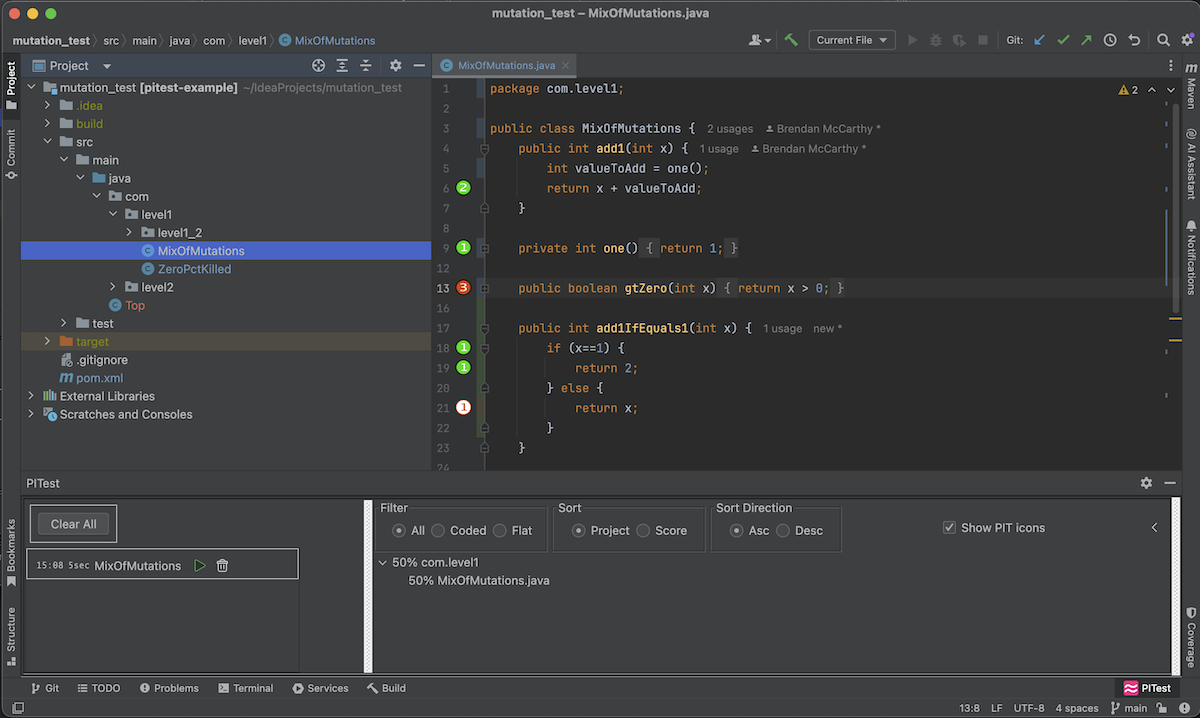 mutation_test – MixOfMutations.java
mutation_test src main java com level1 MixOfMutations
Current File
Git:
Project
MixOfMutations.java
Project
Commit
Bookmarks
Structure
mutation_test [pitest-example] ~/IdeaProjects/mutation_test
.idea
build
src
main
java
com
level1
level1_2
MixOfMutations
ZeroPctKilled
level2
Top
test
target
.gitignore
pom.xml
External Libraries
Scratches and Consoles
1 package com.level1;
2
2
3 public class MixOfMutations { 2 usages Brendan McCarthy *
4 public int add1(int x) { 1 usage Brendan McCarthy *
5 int valueToAdd = one();
6 2 return x + valueToAdd;
7 }
8
9 1 private int one() { return 1; }
12
13 3 public boolean gtZero(int x) { return x > 0; }
16
17 public int add1IfEquals1(int x) { 1 usage new *
18 1 if (x==1) {
19 1 return 2;
20 } else {
21 1 return x;
22 }
23 }
24
Maven
AI Assistant
Notifications
Coverage
PITest
Clear All
15:08 5sec MixOfMutations
Filter
All Coded Flat
Sort
Project Score
Sort Direction
Asc Desc
Show PIT icons
50% com.level1
50% MixOfMutations.java
Git TODO Problems Terminal Services Build PITest
13:8 LF UTF-8 4 spaces main